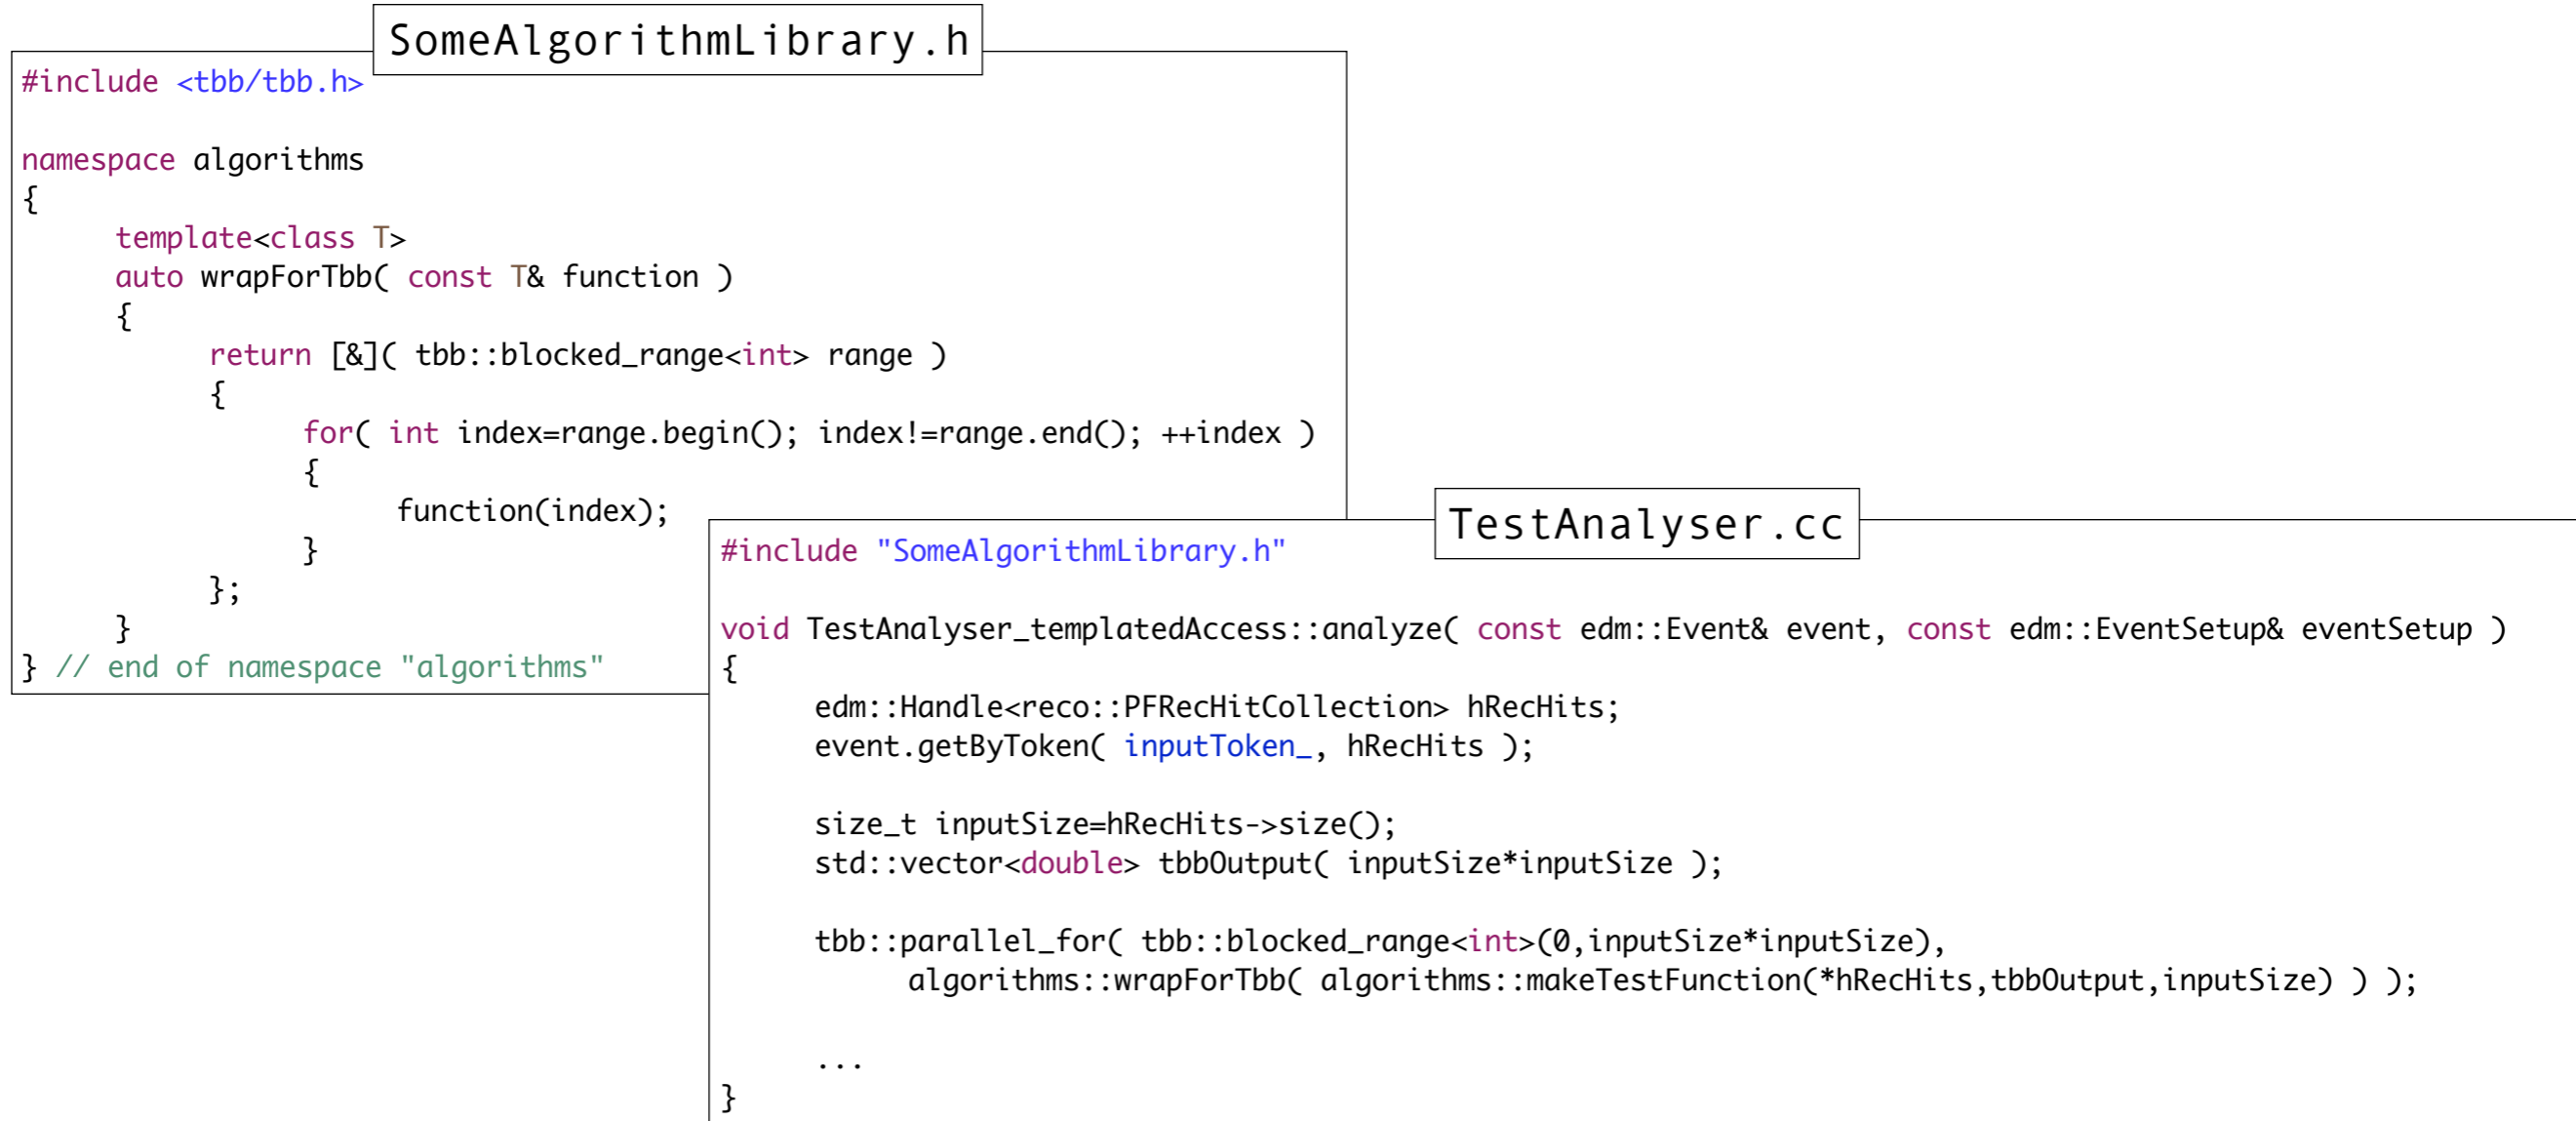 SomeAlgorithmLibrary.h
#include <tbb/tbb.h>
namespace algorithms
{
template<class T>
auto wrapForTbb( const T& function )
{
return [&]( tbb::blocked_range<int> range )
{
for( int index=range.begin(); index!=range.end(); ++index )
{
function(index);
}
};
}
} // end of namespace "algorithms"
TestAnalyser.cc
#include "SomeAlgorithmLibrary.h"
void TestAnalyser_templatedAccess::analyze( const edm::Event& event, const edm::EventSetup& eventSetup )
{
edm::Handle<reco::PFRecHitCollection> hRecHits;
event.getByToken( inputToken_, hRecHits );
size_t inputSize=hRecHits->size();
std::vector<double> tbbOutput( inputSize*inputSize );
tbb::parallel_for( tbb::blocked_range<int>(0,inputSize*inputSize),
algorithms::wrapForTbb( algorithms::makeTestFunction(*hRecHits,tbbOutput,inputSize) ) );
...
}